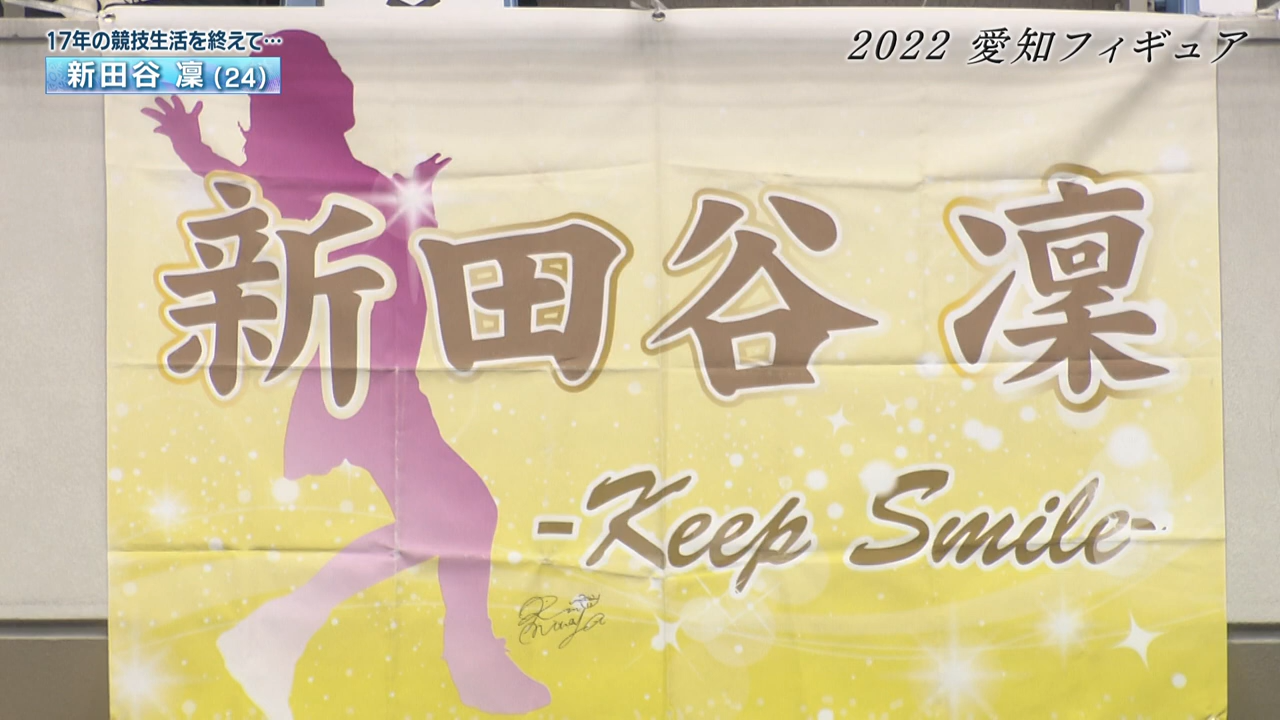 17年の競技生活を終えて…
新田谷 凜 (24)
2022 愛知フィギュア
新田谷 凜
-Keep Smile-